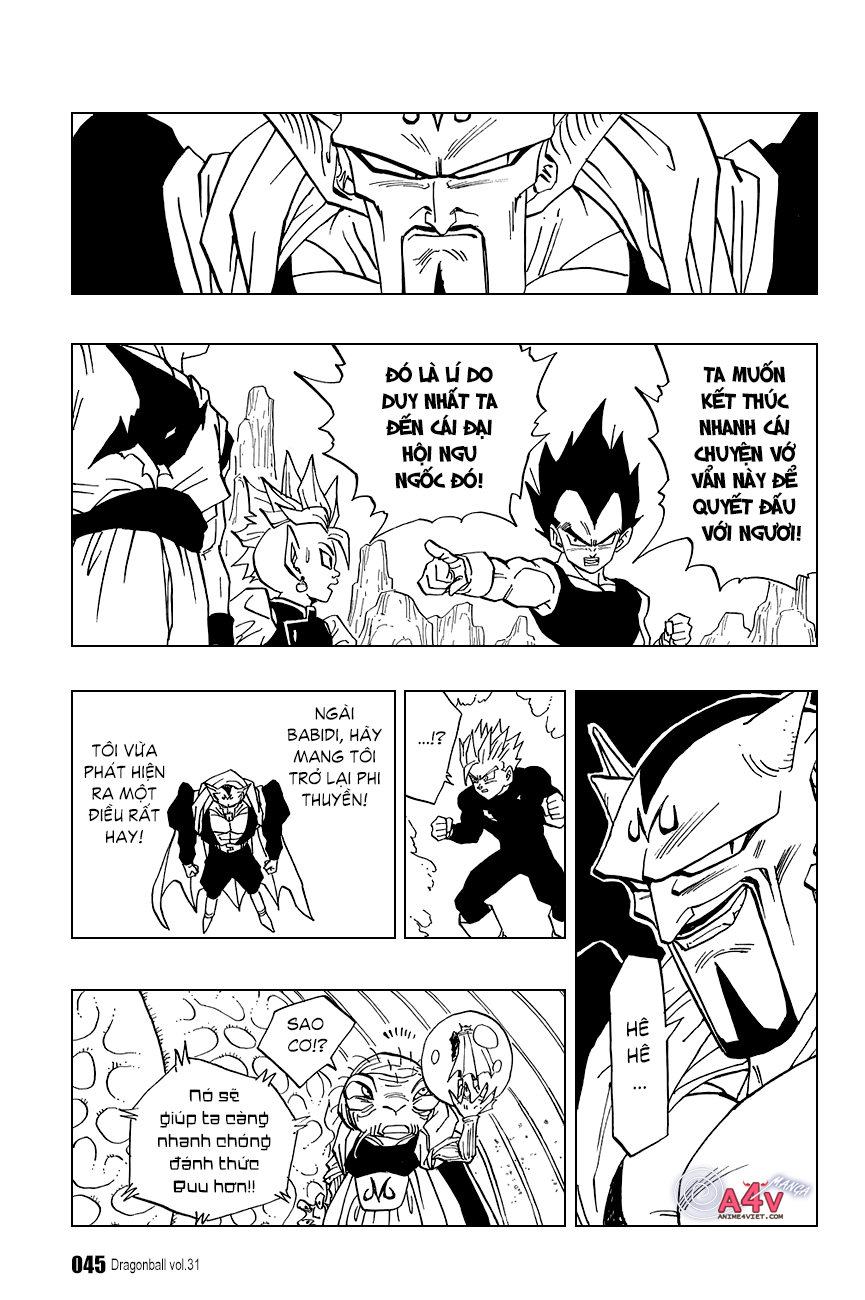 TA MUỐN
KẾT THÚC
NHANH CÁI
CHUYỆN VỚ
VẨN NÀY ĐỂ
QUYẾT ĐẤU
VỚI NGƯƠI!
ĐÓ LÀ LÍ DO
DUY NHẤT TA
ĐẾN CÁI ĐẠI
HỘI NGU
NGỐC ĐÓ!
HÊ
HÊ
...
...!?
NGÀI
BABIDI, HÃY
MANG TÔI
TRỞ LẠI PHI
THUYỀN!
TÔI VỪA
PHÁT HIỆN
RA MỘT
ĐIỀU RẤT
HAY!
SAO
CƠ!?
Nó sẽ
giúp ta càng
nhanh chóng
đánh thức
Buu hơn!!
A4V
MANGA
ANIME4VIET.COM
045 Dragonball vol.31